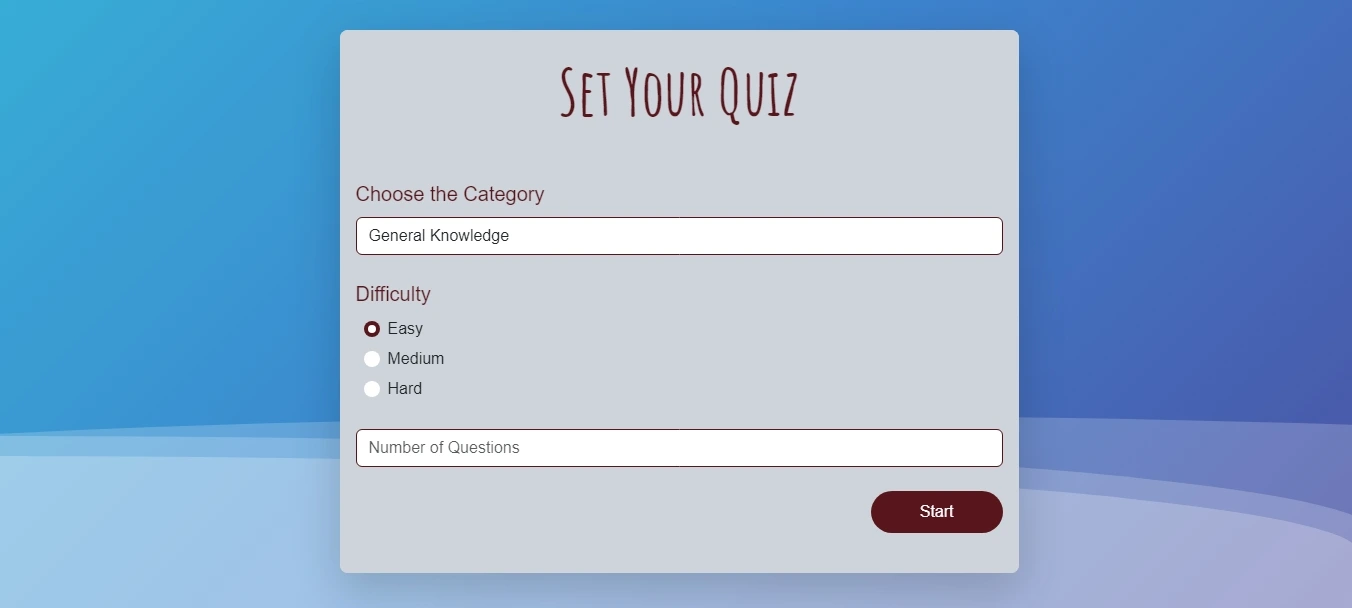 Set Your Quiz
Choose the Category
General Knowledge
Difficulty
Easy
Medium
Hard
Number of Questions
Start